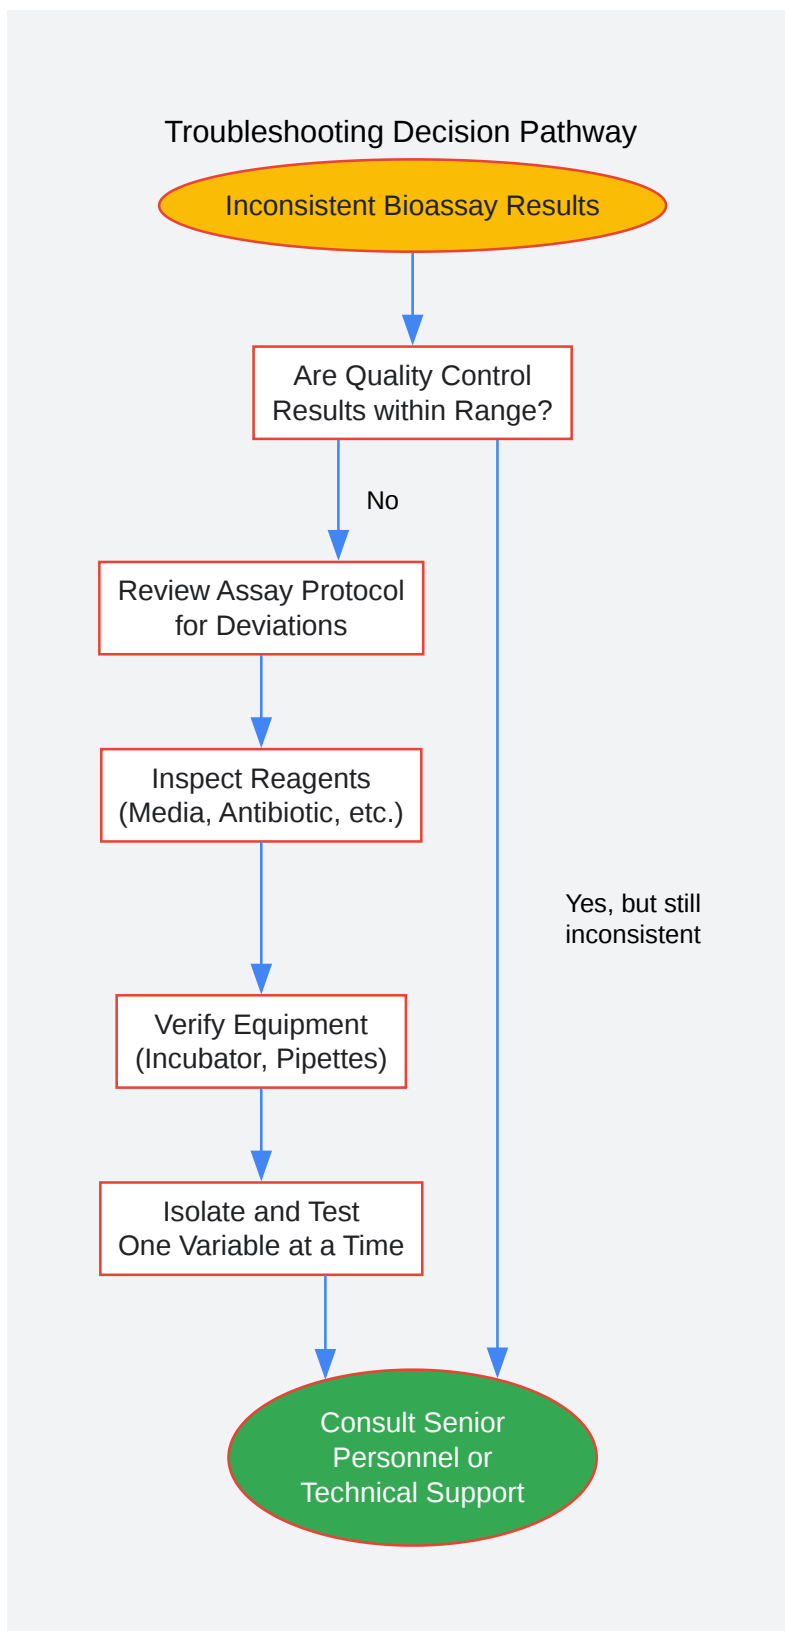 Troubleshooting Decision Pathway
Inconsistent Bioassay Results
Are Quality Control
Results within Range?
No
Review Assay Protocol
for Deviations
Inspect Reagents
(Media, Antibiotic, etc.)
Yes, but still
inconsistent
Verify Equipment
(Incubator, Pipettes)
Isolate and Test
One Variable at a Time
Consult Senior
Personnel or
Technical Support